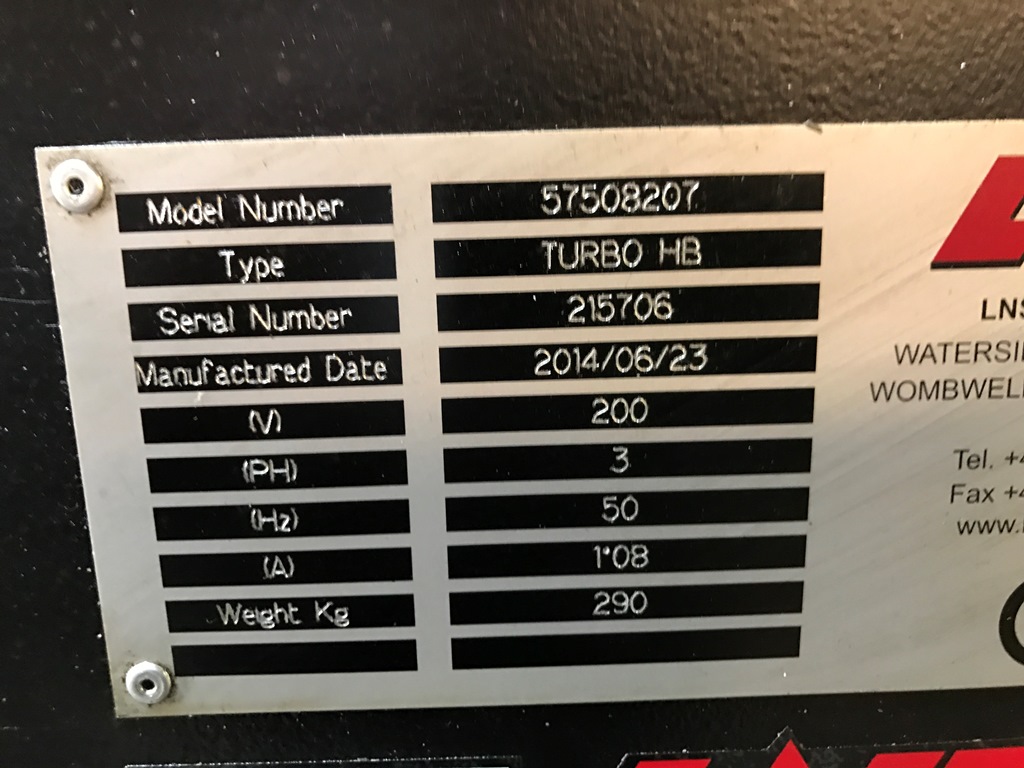 Model Number 57508207
Type TURBO HB
Serial Number 215706
Manufactured Date 2014/06/23
(V) 200
(PH) 3
(Hz) 50
(A) 1·08
Weight Kg 290
LNS
WATERSI
WOMBWELL
Tel. +4
Fax +4
www.